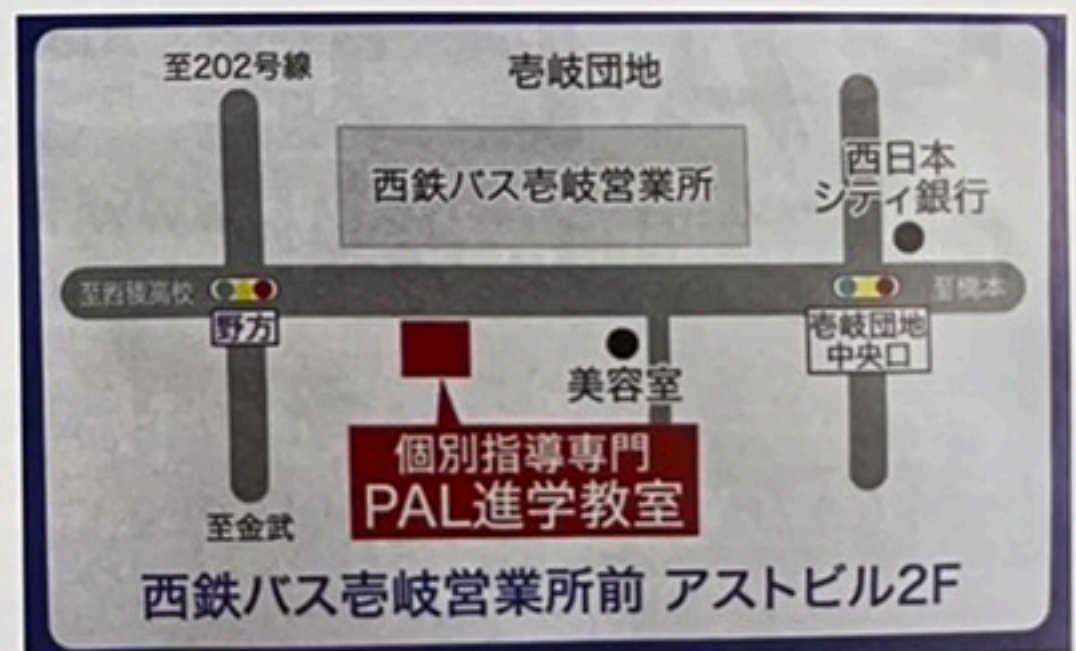 至202号線
壱岐団地
西鉄バス壱岐営業所
西日本
シティ銀行
至西稜高校
至橋本
野方
壱岐団地
中央口
美容室
個別指導専門
PAL進学教室
至金武
西鉄バス壱岐営業所前 アストビル2F